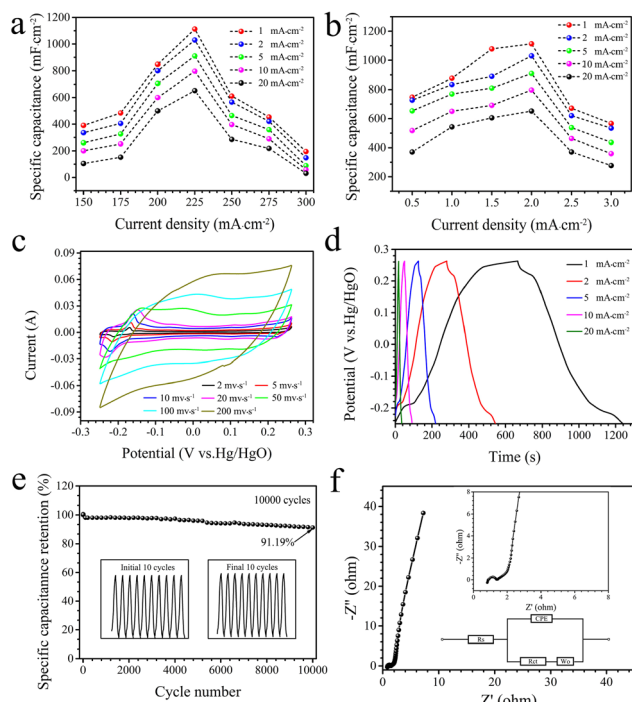 a
Specific capacitance (mF·cm⁻²)
1200
1000
800
600
400
200
0
1 mA·cm⁻²
2 mA·cm⁻²
5 mA·cm⁻²
10 mA·cm⁻²
20 mA·cm⁻²
150 175 200 225 250 275 300
Current density (mA·cm⁻²)
b
Specific capacitance (mF·cm⁻²)
1200
1000
800
600
400
200
1 mA·cm⁻²
2 mA·cm⁻²
5 mA·cm⁻²
10 mA·cm⁻²
20 mA·cm⁻²
0.5 1.0 1.5 2.0 2.5 3.0
Current density (mA·cm⁻²)
c
Current (A)
0.09
0.06
0.03
0.00
-0.03
-0.06
-0.09
2 mv·s⁻¹ 5 mv·s⁻¹
10 mv·s⁻¹ 20 mv·s⁻¹ 50 mv·s⁻¹
100 mv·s⁻¹ 200 mv·s⁻¹
-0.3 -0.2 -0.1 0.0 0.1 0.2 0.3
Potential (V vs.Hg/HgO)
d
Potential (V vs.Hg/HgO)
0.2
0.1
0.0
-0.1
-0.2
1 mA·cm⁻²
2 mA·cm⁻²
5 mA·cm⁻²
10 mA·cm⁻²
20 mA·cm⁻²
0 200 400 600 800 1000 1200
Time (s)
e
Specific capacitannce retention (%)
120
100
80
60
40
20
0
10000 cycles
91.19%
Initial 10 cycles
Final 10 cycles
0 2000 4000 6000 8000 10000
Cycle number
f
-Z'' (ohm)
40
30
20
10
0
-Z'' (ohm)
8
6
4
2
0
0 2 4 6 8
Z' (ohm)
CPE
Rs
Rct
Wo
0 10 20 30 40
Z' (ohm)